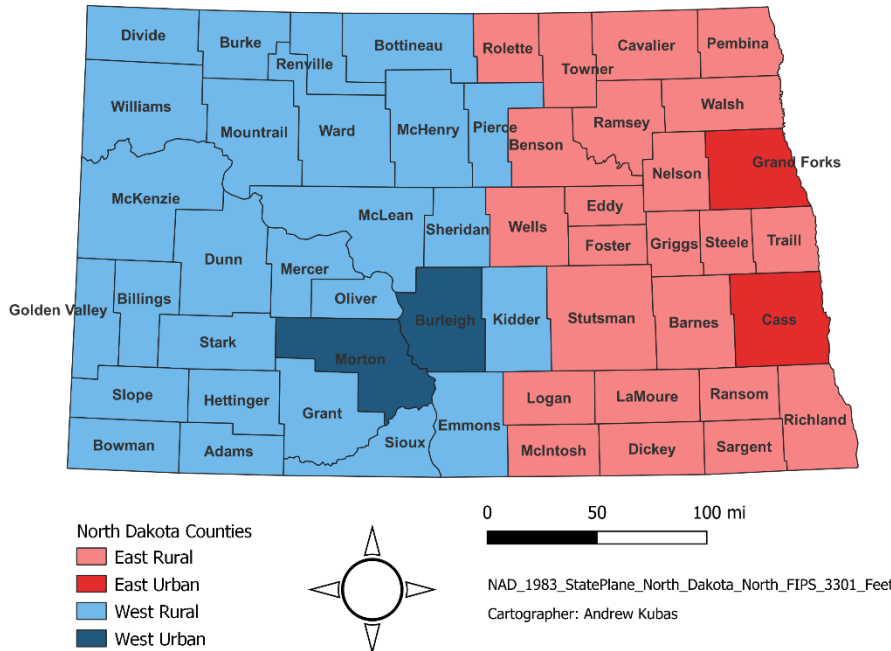 Divide
Burke
Renville
Bottineau
Rolette
Towner
Cavalier
Pembina
Williams
Mountrail
Ward
McHenry
Pierce
Benson
Ramsey
Walsh
Nelson
Grand Forks
McKenzie
McLean
Sheridan
Wells
Eddy
Foster
Griggs
Steele
Traill
Dunn
Mercer
Oliver
Golden Valley
Billings
Burleigh
Kidder
Stutsman
Barnes
Cass
Stark
Morton
Slope
Hettinger
Grant
Emmons
Logan
LaMoure
Ransom
Richland
Bowman
Adams
Sioux
McIntosh
Dickey
Sargent
North Dakota Counties
East Rural
East Urban
West Rural
West Urban
0 50 100 mi
NAD_1983_StatePlane_North_Dakota_North_FIPS_3301_Feet
Cartographer: Andrew Kubas